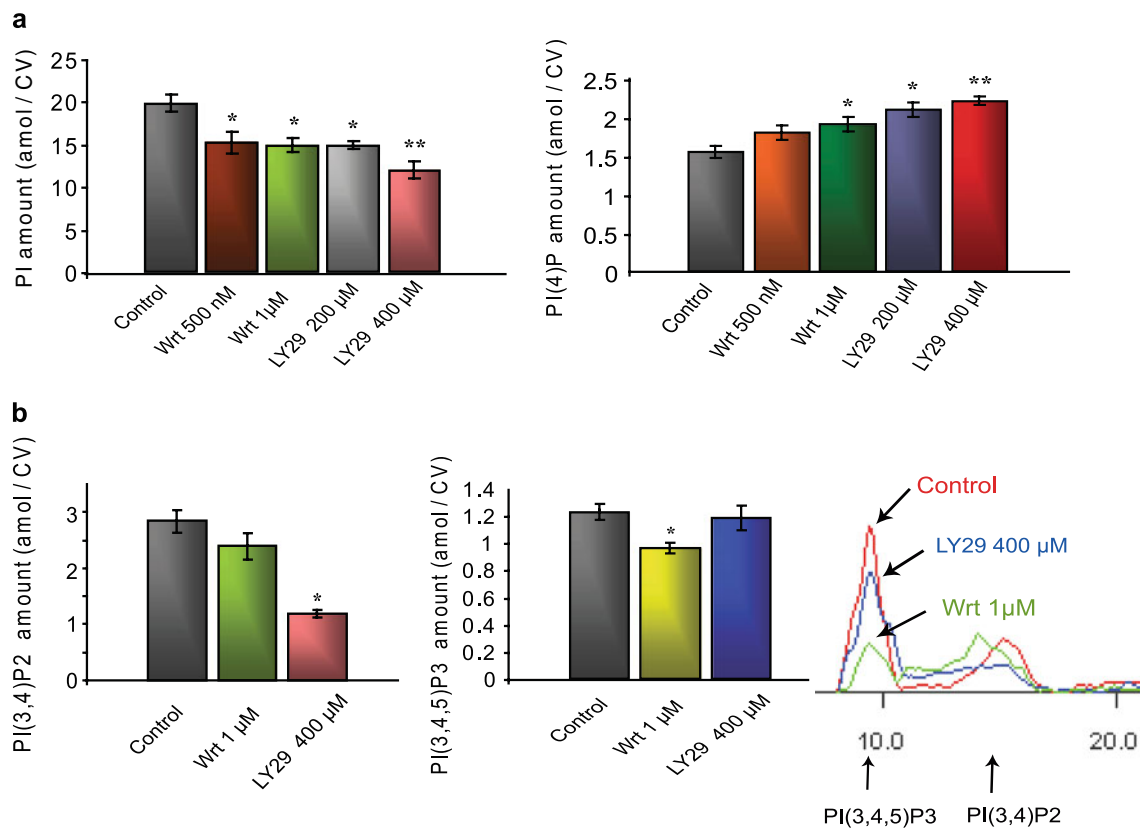 a
PI amount (amol / CV)
25
20
15
10
5
0
*
*
*
**
Control
Wrt 500 nM
Wrt 1µM
LY29 200 µM
LY29 400 µM
PI(4)P amount (amol / CV)
2.5
2
1.5
1
0.5
0
*
*
**
Control
Wrt 500 nM
Wrt 1µM
LY29 200 µM
LY29 400 µM
b
PI(3,4)P2 amount (amol / CV)
3
2
1
0
*
Control
Wrt 1 µM
LY29 400 µM
PI(3,4,5)P3 amount (amol / CV)
1.4
1.2
1
0.8
0.6
0.4
0.2
0
*
Control
Wrt 1 µM
LY29 400 µM
Control
LY29 400 µM
Wrt 1µM
10.0
20.0
PI(3,4,5)P3
PI(3,4)P2